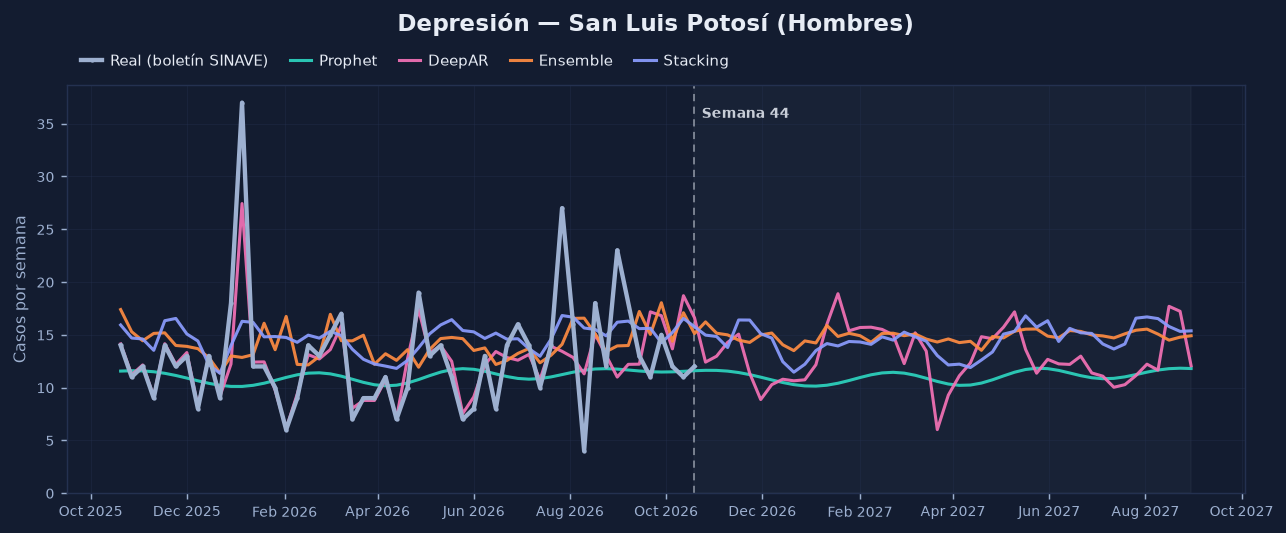 Depresión — San Luis Potosí (Hombres)
Real (boletín SINAVE) Prophet DeepAR Ensemble Stacking
Semana 44
Casos por semana
35
30
25
20
15
10
5
0
Oct 2025 Dec 2025 Feb 2026 Apr 2026 Jun 2026 Aug 2026 Oct 2026 Dec 2026 Feb 2027 Apr 2027 Jun 2027 Aug 2027 Oct 2027